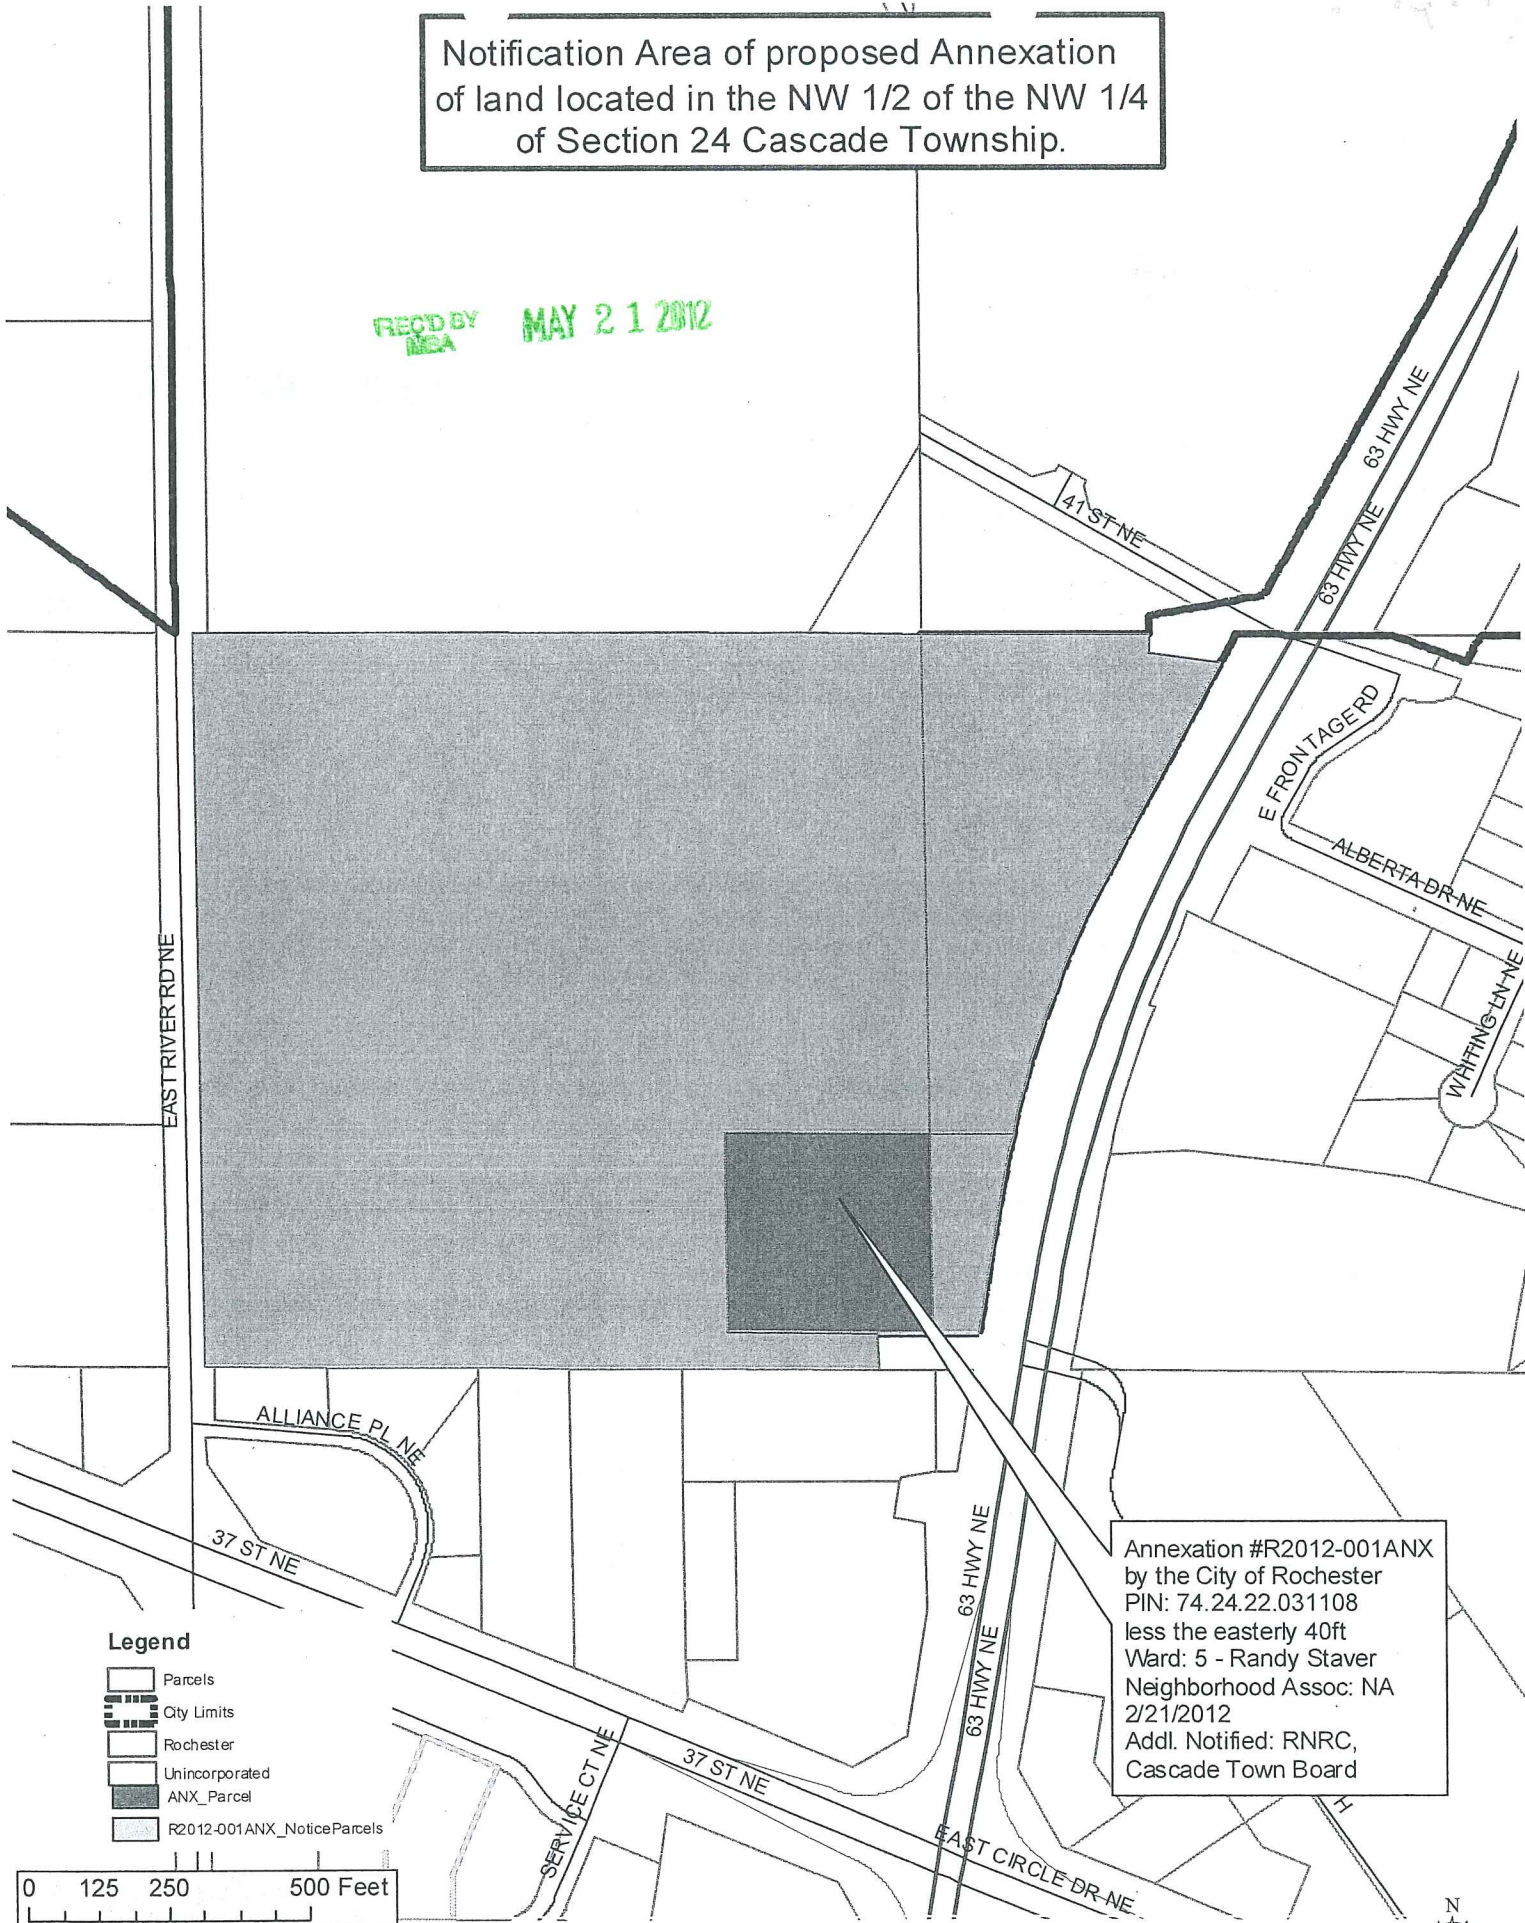 Notification Area of proposed Annexation
of land located in the NW 1/2 of the NW 1/4
of Section 24 Cascade Township.
REC'D BY
MBA
MAY 21 2012
63 HWY NE
41 ST NE
63 HWY NE
E FRONTAGE RD
ALBERTA DR NE
EAST RIVER RD NE
WHITING LN NE
ALLIANCE PL NE
37 ST NE
63 HWY NE
63 HWY NE
Annexation #R2012-001ANX
by the City of Rochester
PIN: 74.24.22.031108
less the easterly 40ft
Ward: 5 - Randy Staver
Neighborhood Assoc: NA
2/21/2012
Addl. Notified: RNRC,
Cascade Town Board
Legend
Parcels
City Limits
Rochester
Unincorporated
ANX_Parcel
R2012-001ANX_NoticeParcels
SERVICE CT NE
37 ST NE
EAST CIRCLE DR NE
H
0 125 250 500 Feet
N